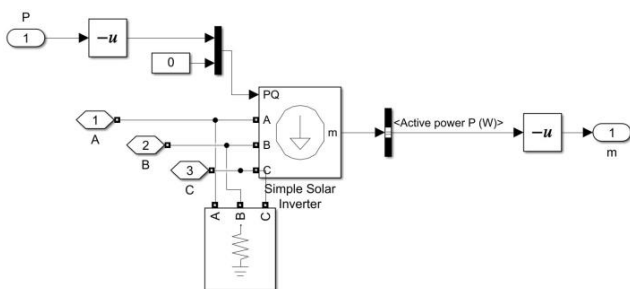 P
1
-u
0
PQ
1
A
A
m
<Active power P (W)>
-u
1
m
2
B
B
3
C
C
Simple Solar
Inverter
A
B
C